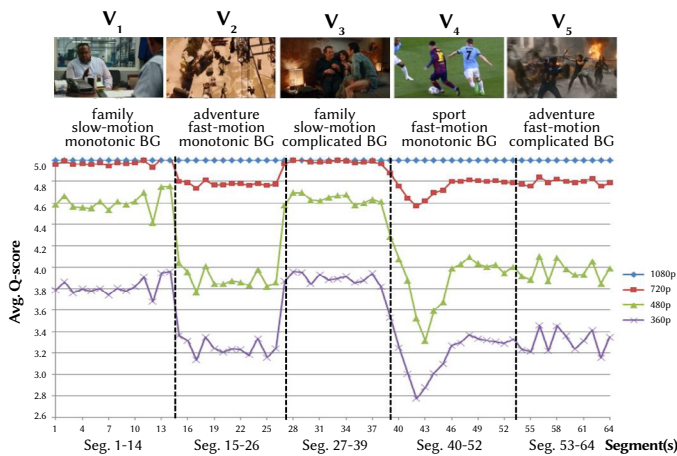 V1 V2 V3 V4 V5
family adventure family sport adventure
slow-motion fast-motion slow-motion fast-motion fast-motion
monotonic BG monotonic BG complicated BG monotonic BG complicated BG
Avg. Q-score
5.0
4.8
4.6
4.4
4.2
4.0
3.8
3.6
3.4
3.2
3.0
2.8
2.6
1080p
720p
480p
360p
1 4 7 10 13 16 19 22 25 28 31 34 37 40 43 46 49 52 55 58 61 64
Seg. 1-14 Seg. 15-26 Seg. 27-39 Seg. 40-52 Seg. 53-64 Segment(s)